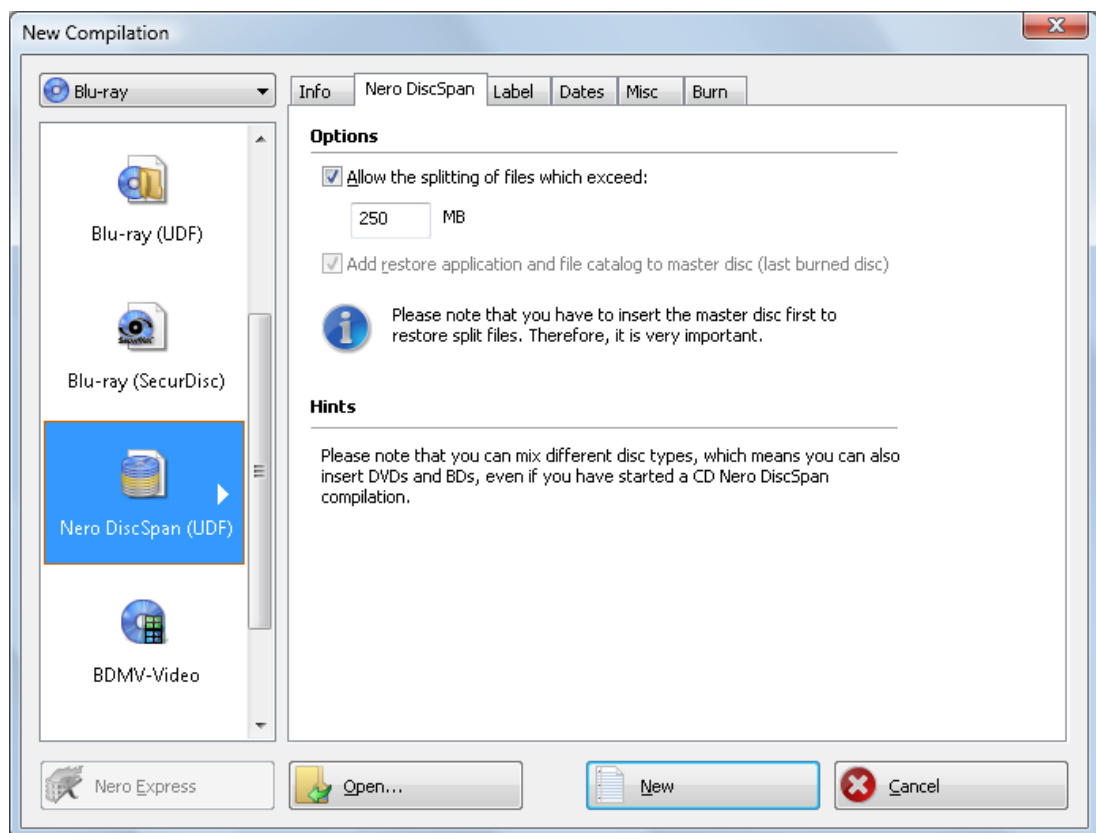 New Compilation
Blu-ray
Info
Nero DiscSpan
Label
Dates
Misc
Burn
Blu-ray (UDF)
Blu-ray (SecurDisc)
Nero DiscSpan (UDF)
BDMV-Video
Options
Allow the splitting of files which exceed:
250 MB
Add restore application and file catalog to master disc (last burned disc)
Please note that you have to insert the master disc first to
restore split files. Therefore, it is very important.
Hints
Please note that you can mix different disc types, which means you can also
insert DVDs and BDs, even if you have started a CD Nero DiscSpan
compilation.
Nero Express
Open...
New
Cancel